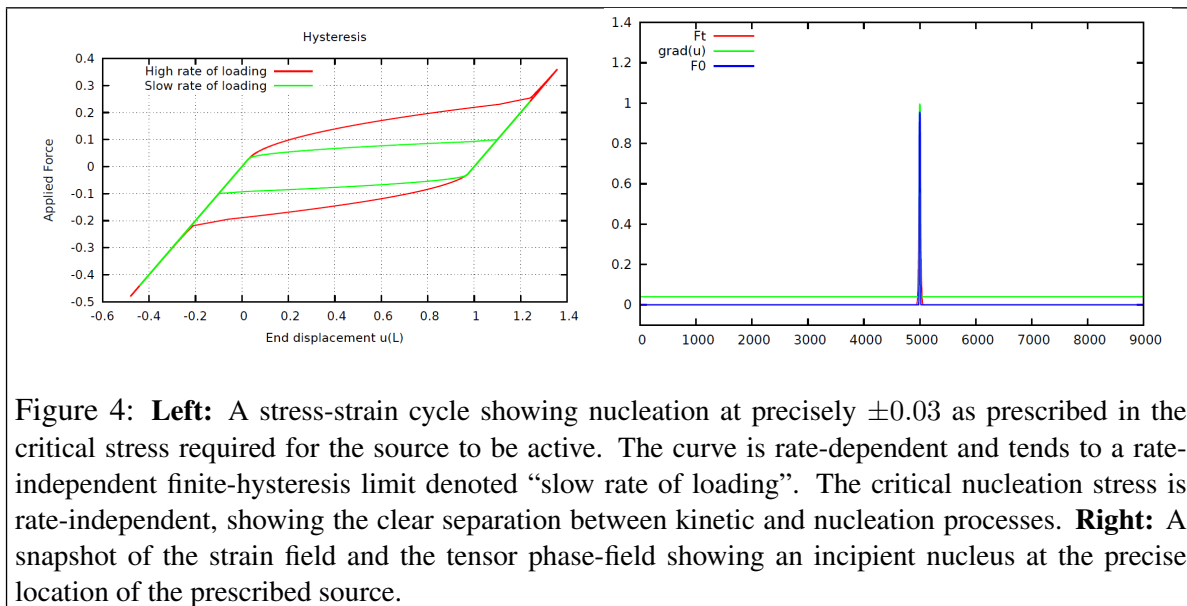 Hysteresis
High rate of loading
Slow rate of loading
0.4
0.3
0.2
0.1
0
-0.1
-0.2
-0.3
-0.4
-0.5
Applied Force
-0.6 -0.4 -0.2 0 0.2 0.4 0.6 0.8 1 1.2 1.4
End displacement u(L)
Ft
grad(u)
F0
1.4
1.2
1
0.8
0.6
0.4
0.2
0
0 1000 2000 3000 4000 5000 6000 7000 8000 9000
Figure 4: Left: A stress-strain cycle showing nucleation at precisely ±0.03 as prescribed in the
critical stress required for the source to be active. The curve is rate-dependent and tends to a rate-
independent finite-hysteresis limit denoted “slow rate of loading”. The critical nucleation stress is
rate-independent, showing the clear separation between kinetic and nucleation processes. Right: A
snapshot of the strain field and the tensor phase-field showing an incipient nucleus at the precise
location of the prescribed source.